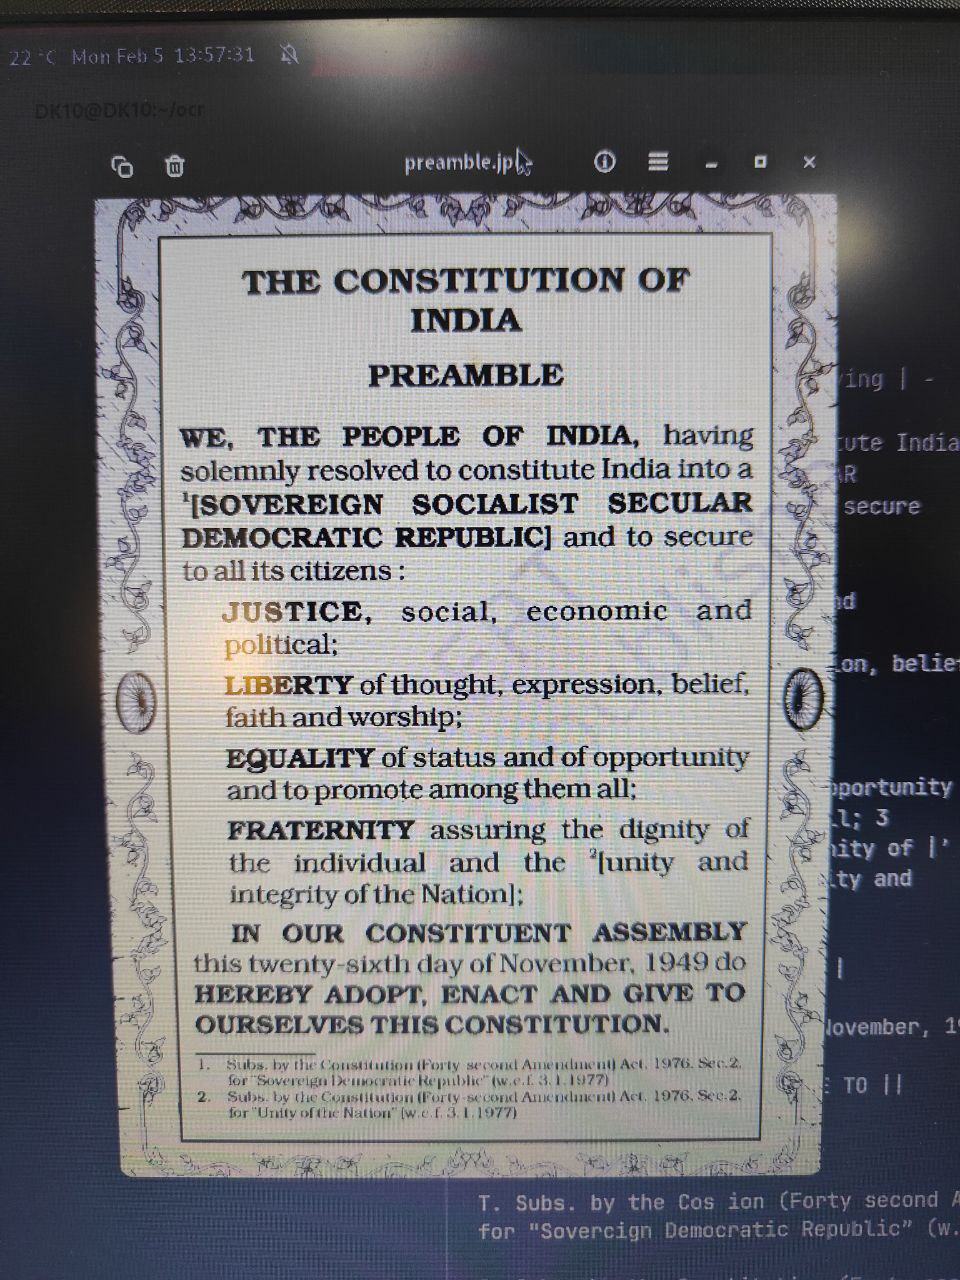 22 °C Mon Feb 5 13:57:31
DK10@DK10:~/ocr
preamble.jp
THE CONSTITUTION OF
INDIA
PREAMBLE
WE, THE PEOPLE OF INDIA, having
solemnly resolved to constitute India into a
¹[SOVEREIGN SOCIALIST SECULAR
DEMOCRATIC REPUBLIC] and to secure
to all its citizens :
JUSTICE, social, economic and
political;
LIBERTY of thought, expression, belief,
faith and worship;
EQUALITY of status and of opportunity
and to promote among them all;
FRATERNITY assuring the dignity of
the individual and the ²[unity and
integrity of the Nation];
IN OUR CONSTITUENT ASSEMBLY
this twenty-sixth day of November, 1949 do
HEREBY ADOPT, ENACT AND GIVE TO
OURSELVES THIS CONSTITUTION.
1. Subs. by the Constitution (Forty second Amendment) Act, 1976, Sec.2,
for "Sovereign Democratic Republic" (w.e.f. 3.1.1977)
2. Subs. by the Constitution (Forty-second Amendment) Act, 1976, Sec.2,
for "Unity of the Nation" (w.e.f. 3.1.1977)
ving | -
tute India
AR
secure
nd
ion, belie
pportunity
ll; 3
nity of |'
ity and
|
November, 19
E TO ||
T. Subs. by the Cos ion (Forty second A
for "Sovercign Democratic Republic” (w.